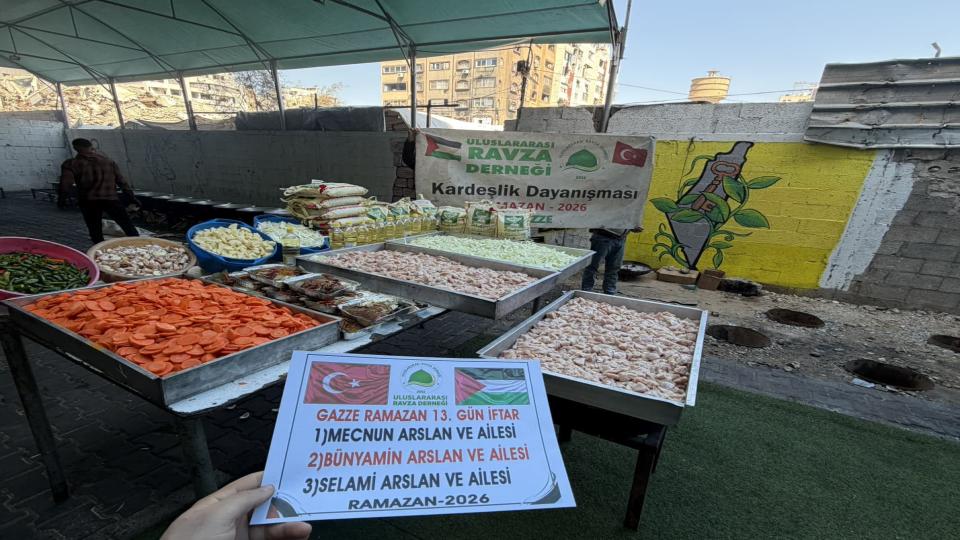 ULUSLARARASI
RAVZA
DERNEĞİ
Kardeşlik Dayanışması
RAMAZAN - 2026
GAZZE
ULUSLARARASI
RAVZA DERNEĞİ
GAZZE RAMAZAN 13. GÜN İFTAR
1)MECNUN ARSLAN VE AİLESİ
2)BÜNYAMİN ARSLAN VE AİLESİ
3)SELAMİ ARSLAN VE AİLESİ
RAMAZAN-2026